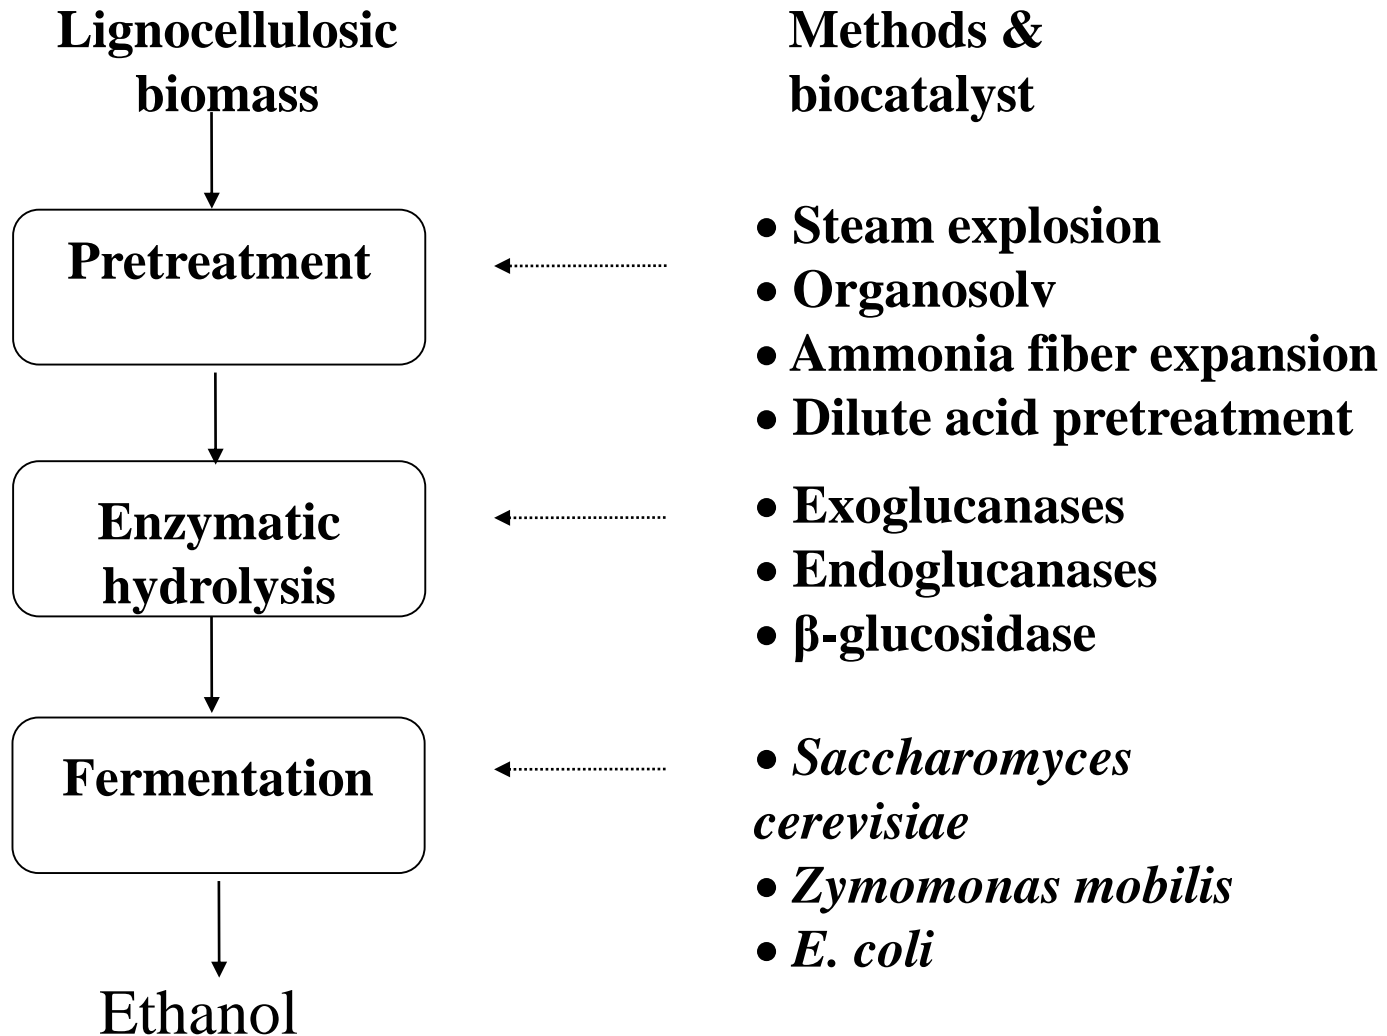 Lignocellulosic
biomass
Methods &
biocatalyst
Pretreatment
• Steam explosion
• Organosolv
• Ammonia fiber expansion
• Dilute acid pretreatment
Enzymatic
hydrolysis
• Exoglucanases
• Endoglucanases
• β-glucosidase
Fermentation
• Saccharomyces
cerevisiae
• Zymomonas mobilis
• E. coli
Ethanol